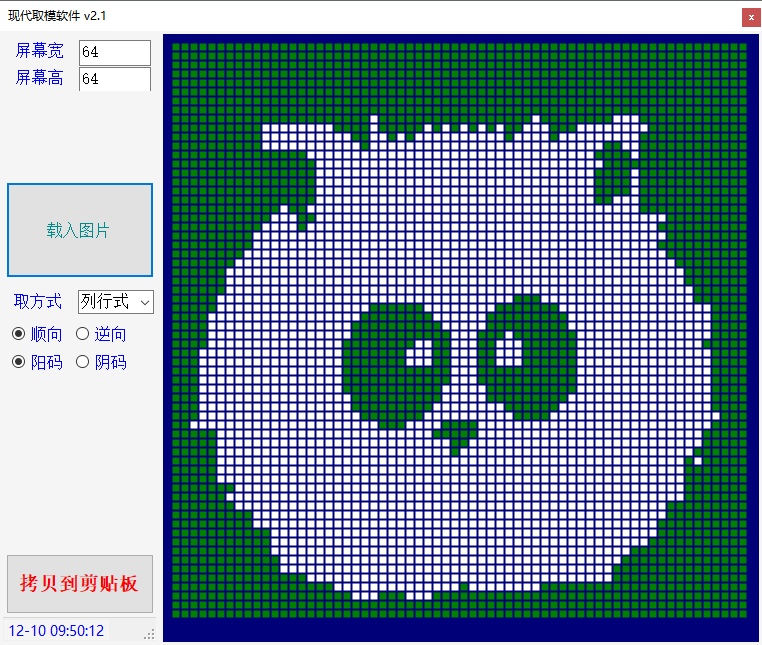 现代取模软件 v2.1
x
屏幕宽 64
屏幕高 64
载入图片
取方式 列行式
顺向 逆向
阳码 阴码
拷贝到剪贴板
12-10 09:50:12